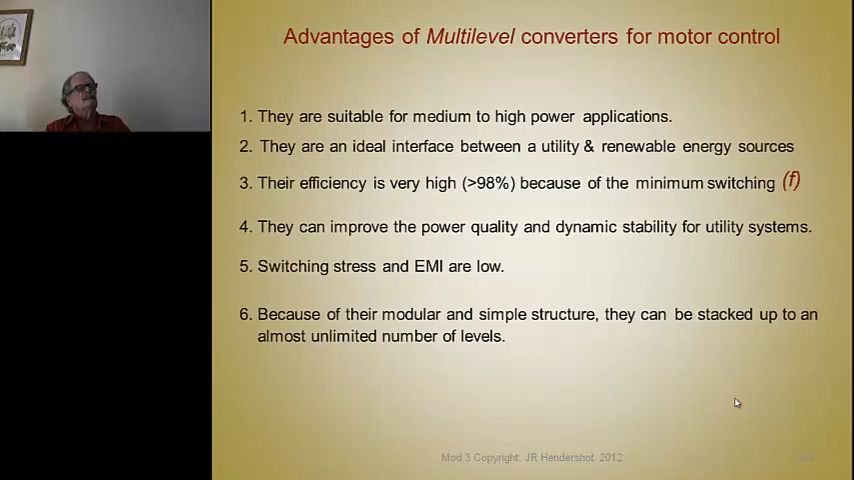 Advantages of Multilevel converters for motor control
1. They are suitable for medium to high power applications.
2. They are an ideal interface between a utility & renewable energy sources
3. Their efficiency is very high (>98%) because of the minimum switching (f)
4. They can improve the power quality and dynamic stability for utility systems.
5. Switching stress and EMI are low.
6. Because of their modular and simple structure, they can be stacked up to an
almost unlimited number of levels.
Mod 3 Copyright: JR Hendershot 2012